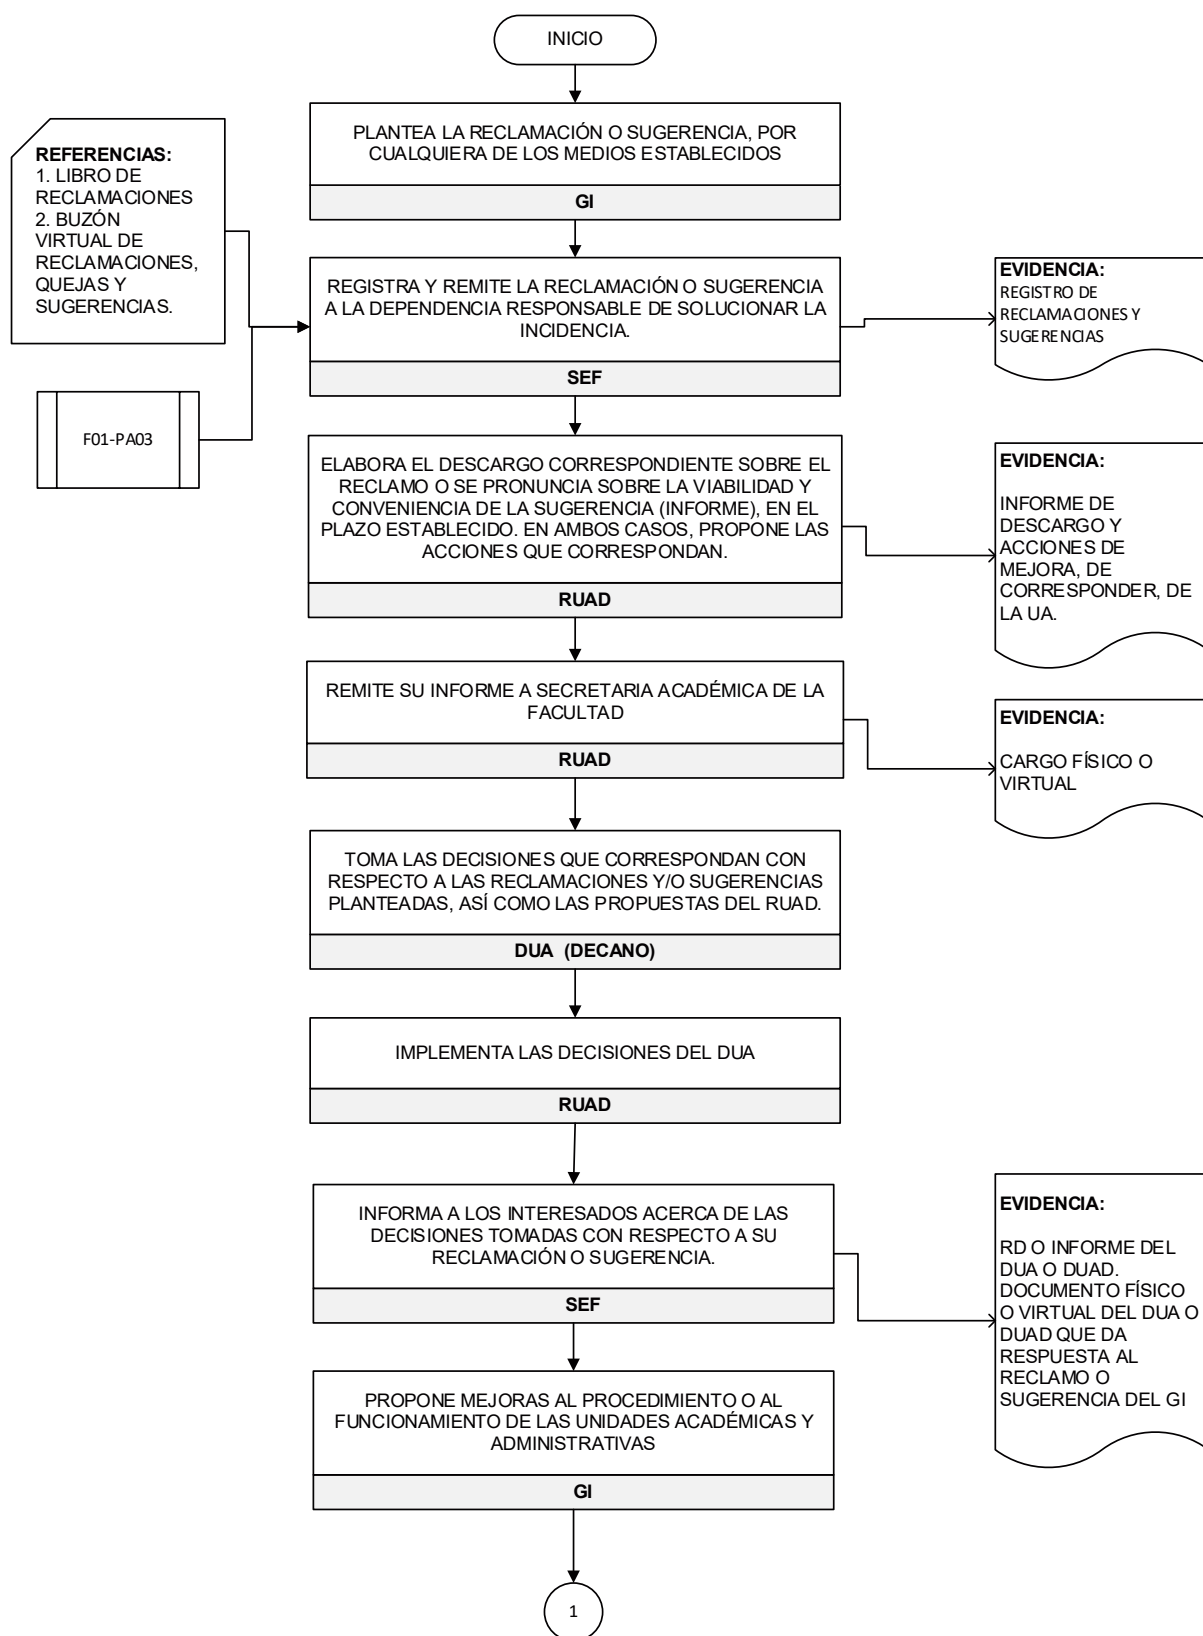 INICIO
PLANTEA LA RECLAMACIÓN O SUGERENCIA, POR
CUALQUIERA DE LOS MEDIOS ESTABLECIDOS
GI
REFERENCIAS:
1. LIBRO DE
RECLAMACIONES
2. BUZÓN
VIRTUAL DE
RECLAMACIONES,
QUEJAS Y
SUGERENCIAS.
F01-PA03
REGISTRA Y REMITE LA RECLAMACIÓN O SUGERENCIA
A LA DEPENDENCIA RESPONSABLE DE SOLUCIONAR LA
INCIDENCIA.
SEF
EVIDENCIA:
REGISTRO DE
RECLAMACIONES Y
SUGERENCIAS
ELABORA EL DESCARGO CORRESPONDIENTE SOBRE EL
RECLAMO O SE PRONUNCIA SOBRE LA VIABILIDAD Y
CONVENIENCIA DE LA SUGERENCIA (INFORME), EN EL
PLAZO ESTABLECIDO. EN AMBOS CASOS, PROPONE LAS
ACCIONES QUE CORRESPONDAN.
RUAD
EVIDENCIA:
INFORME DE
DESCARGO Y
ACCIONES DE
MEJORA, DE
CORRESPONDER, DE
LA UA.
REMITE SU INFORME A SECRETARIA ACADÉMICA DE LA
FACULTAD
RUAD
EVIDENCIA:
CARGO FÍSICO O
VIRTUAL
TOMA LAS DECISIONES QUE CORRESPONDAN CON
RESPECTO A LAS RECLAMACIONES Y/O SUGERENCIAS
PLANTEADAS, ASÍ COMO LAS PROPUESTAS DEL RUAD.
DUA (DECANO)
IMPLEMENTA LAS DECISIONES DEL DUA
RUAD
INFORMA A LOS INTERESADOS ACERCA DE LAS
DECISIONES TOMADAS CON RESPECTO A SU
RECLAMACIÓN O SUGERENCIA.
SEF
EVIDENCIA:
RD O INFORME DEL
DUA O DUAD.
DOCUMENTO FÍSICO
O VIRTUAL DEL DUA O
DUAD QUE DA
RESPUESTA AL
RECLAMO O
SUGERENCIA DEL GI
PROPONE MEJORAS AL PROCEDIMIENTO O AL
FUNCIONAMIENTO DE LAS UNIDADES ACADÉMICAS Y
ADMINISTRATIVAS
GI
1